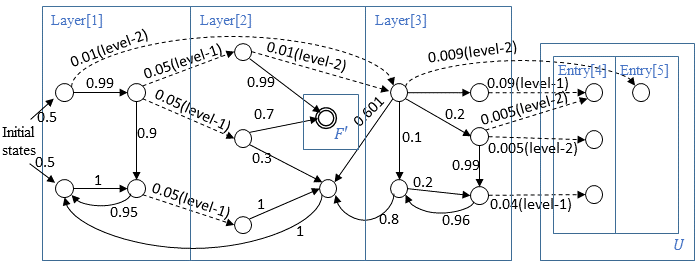 Layer[1]
Layer[2]
Layer[3]
0.01(level-2)
0.05(level-1)
0.01(level-2)
0.009(level-2)
Entry[4]
Entry[5]
0.99
0.99
0.09(level-1)
0.5
0.05(level-1)
0.7
0.601
0.2
0.005(level-2)
Initial
states
0.9
F'
0.1
0.005(level-2)
0.5
0.3
0.99
1
0.05(level-1)
1
0.2
0.04(level-1)
0.95
0.8
0.96
1
U